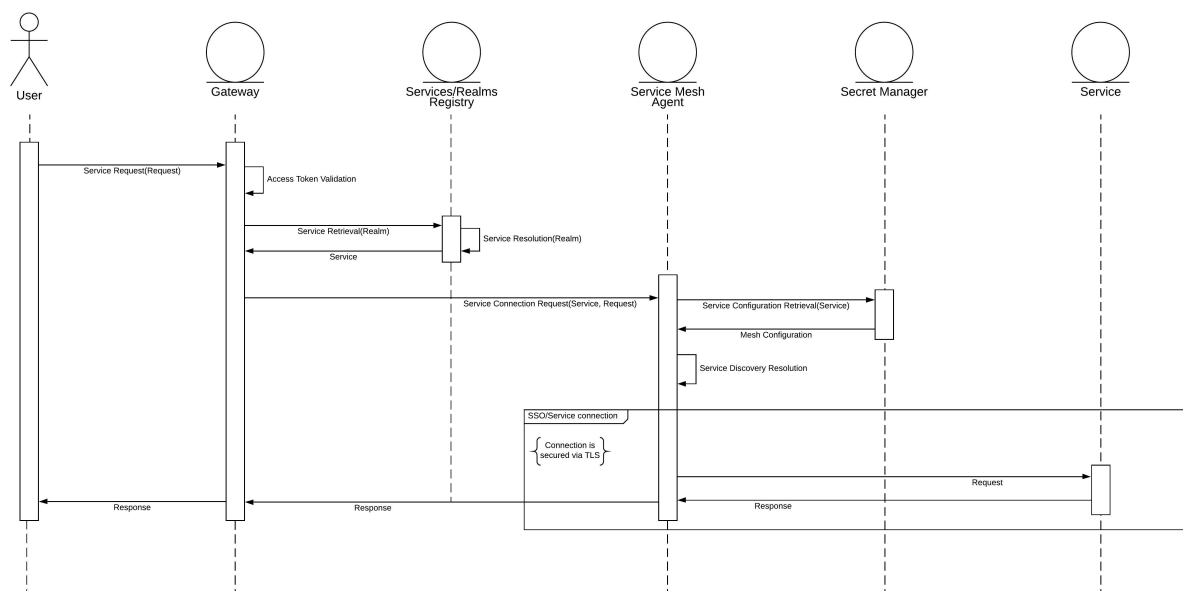 User
Gateway
Services/Realms
Registry
Service Mesh
Agent
Secret Manager
Service
Service Request(Request)
Access Token Validation
Service Retrieval(Realm)
Service Resolution(Realm)
Service
Service Connection Request(Service, Request)
Service Configuration Retrieval(Service)
Mesh Configuration
Service Discovery Resolution
SSO/Service connection
Connection is
secured via TLS
Request
Response
Response
Response